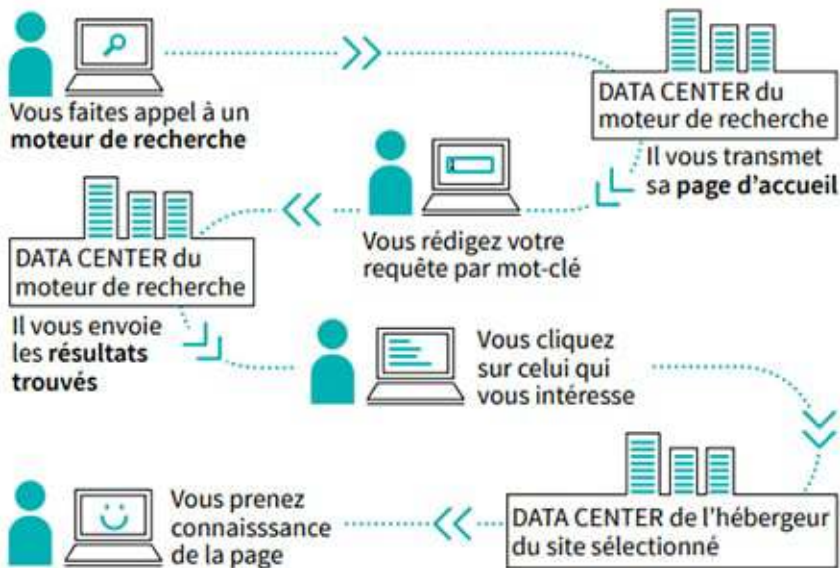 Vous faites appel à un
moteur de recherche
DATA CENTER du
moteur de recherche
Il vous transmet
sa page d'accueil
Vous rédigez votre
requête par mot-clé
DATA CENTER du
moteur de recherche
Il vous envoie
les résultats
trouvés
Vous cliquez
sur celui qui
vous intéresse
DATA CENTER de l'hébergeur
du site sélectionné
Vous prenez
connaisssance
de la page